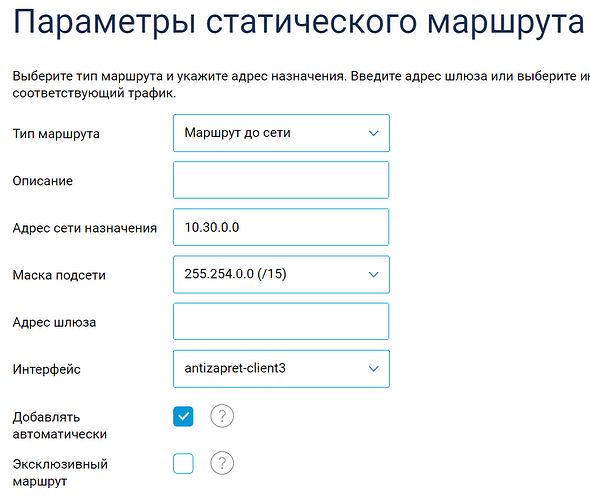 Параметры статического маршрута
Выберите тип маршрута и укажите адрес назначения. Введите адрес шлюза или выберите
соответствующий трафик.
Тип маршрута
Маршрут до сети
Описание
Адрес сети назначения
10.30.0.0
Маска подсети
255.254.0.0 (/15)
Адрес шлюза
Интерфейс
antizapret-client3
Добавлять
автоматически
?
Эксклюзивный
маршрут
?